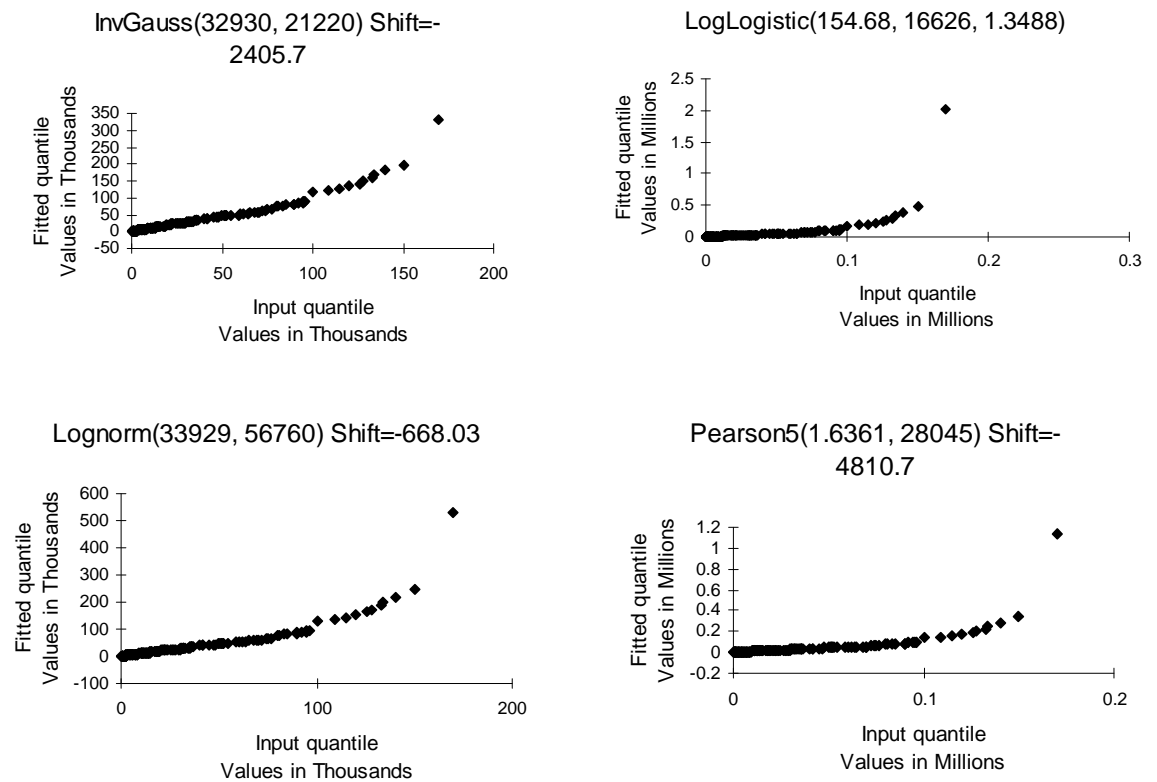 InvGauss(32930, 21220) Shift=-
2405.7
Fitted quantile
Values in Thousands
350
300
250
200
150
100
50
0
-50
0
50
100
150
200
Input quantile
Values in Thousands
LogLogistic(154.68, 16626, 1.3488)
Fitted quantile
Values in Millions
2.5
2
1.5
1
0.5
0
0
0.1
0.2
0.3
Input quantile
Values in Millions
Lognorm(33929, 56760) Shift=-668.03
Fitted quantile
Values in Thousands
600
500
400
300
200
100
0
-100
0
100
200
Input quantile
Values in Thousands
Pearson5(1.6361, 28045) Shift=-
4810.7
Fitted quantile
Values in Millions
1.2
1
0.8
0.6
0.4
0.2
0
-0.2
0
0.1
0.2
Input quantile
Values in Millions